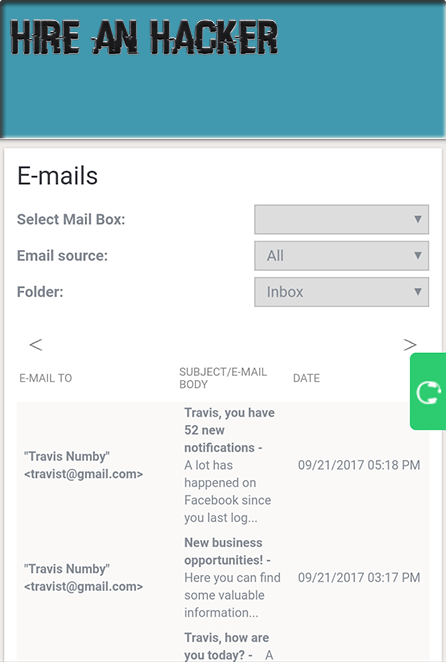 HIRE AN HACKER
E-mails
Select Mail Box:
Email source: All
Folder: Inbox
< >
E-MAIL TO SUBJECT/E-MAIL BODY DATE
Travis, you have
52 new
notifications -
"Travis Numby" A lot has 09/21/2017 05:18 PM
<travist@gmail.com> happened on
Facebook since
you last log...
New business
opportunities! -
"Travis Numby" Here you can find 09/21/2017 03:17 PM
<travist@gmail.com> some valuable
information...
Travis, how are
you today? - A